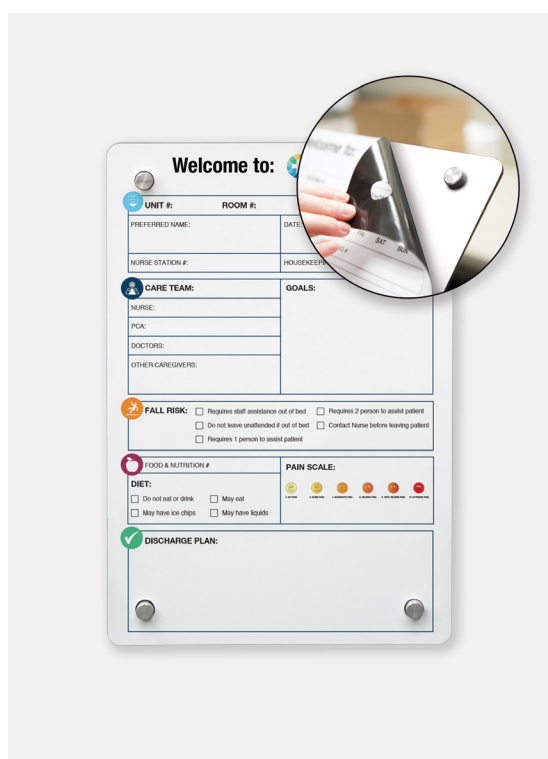 Welcome to:
UNIT #: ROOM #:
PREFERRED NAME: DATE:
NURSE STATION #: HOUSEKEEPI
CARE TEAM: GOALS:
NURSE:
PCA:
DOCTORS:
OTHER CAREGIVERS:
FALL RISK: Requires staff assistance out of bed Requires 2 person to assist patient
Do not leave unattended if out of bed Contact Nurse before leaving patient
Requires 1 person to assist patient
FOOD & NUTRITION # PAIN SCALE:
DIET:
Do not eat or drink May eat
May have ice chips May have liquids
DISCHARGE PLAN:
FRI SAT SUN